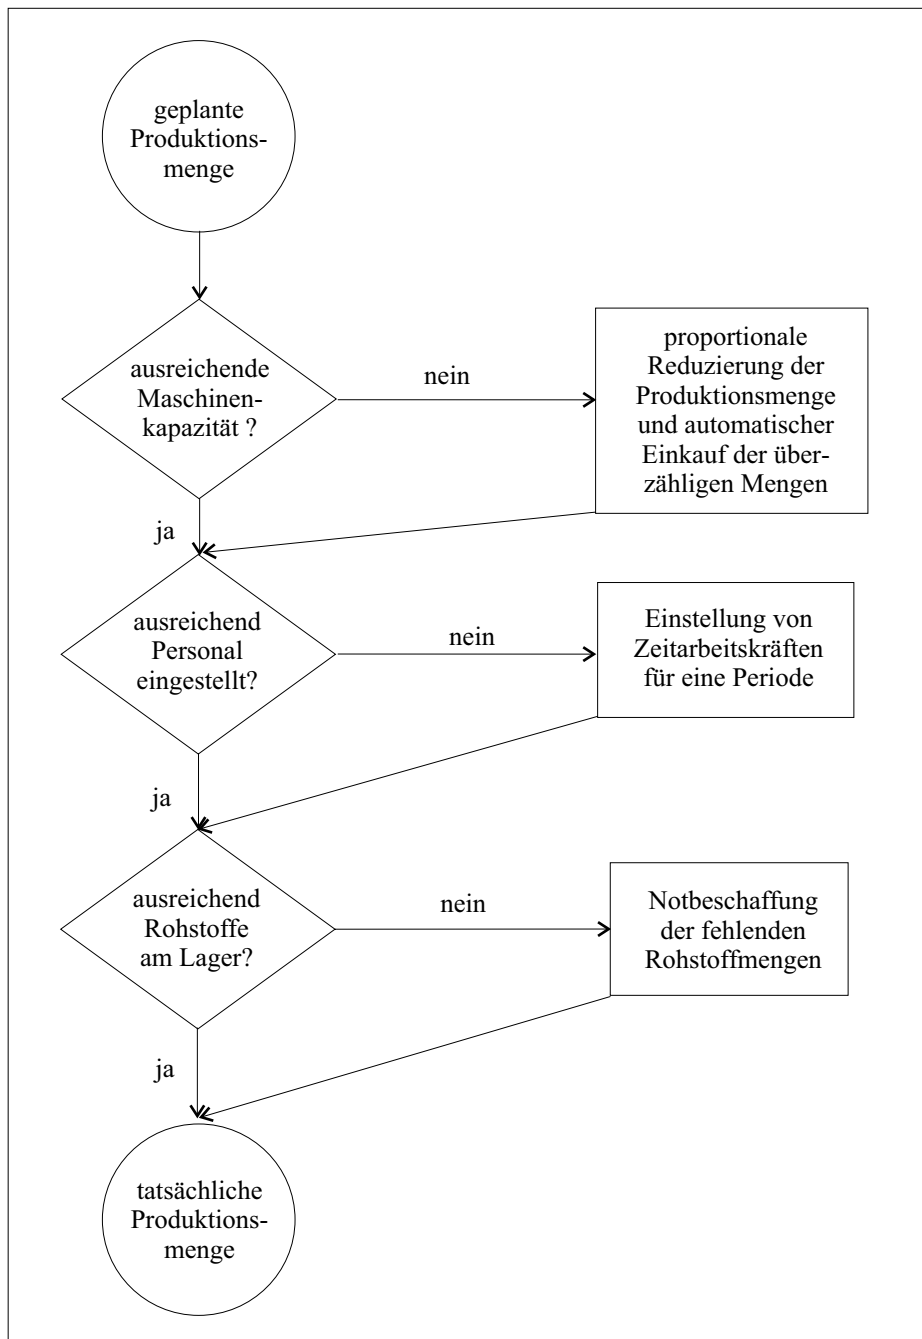 geplante
Produktions-
menge
ausreichende
Maschinen-
kapazität ?
nein
proportionale
Reduzierung der
Produktionsmenge
und automatischer
Einkauf der über-
zähligen Mengen
ja
ausreichend
Personal
eingestellt?
nein
Einstellung von
Zeitarbeitskräften
für eine Periode
ja
ausreichend
Rohstoffe
am Lager?
nein
Notbeschaffung
der fehlenden
Rohstoffmengen
ja
tatsächliche
Produktions-
menge